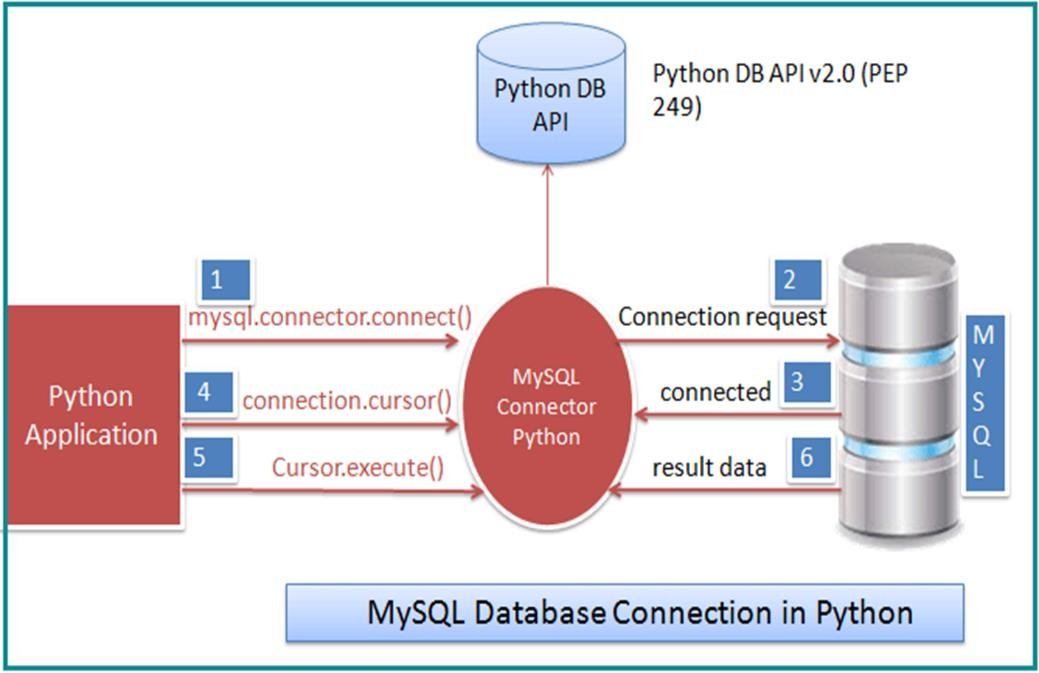 Python DB
API
Python DB API v2.0 (PEP
249)
1
mysql.connector.connect()
2
Connection request
4
connection.cursor()
3
connected
5
Cursor.execute()
6
result data
Python
Application
MySQL
Connector
Python
M
Y
S
Q
L
MySQL Database Connection in Python